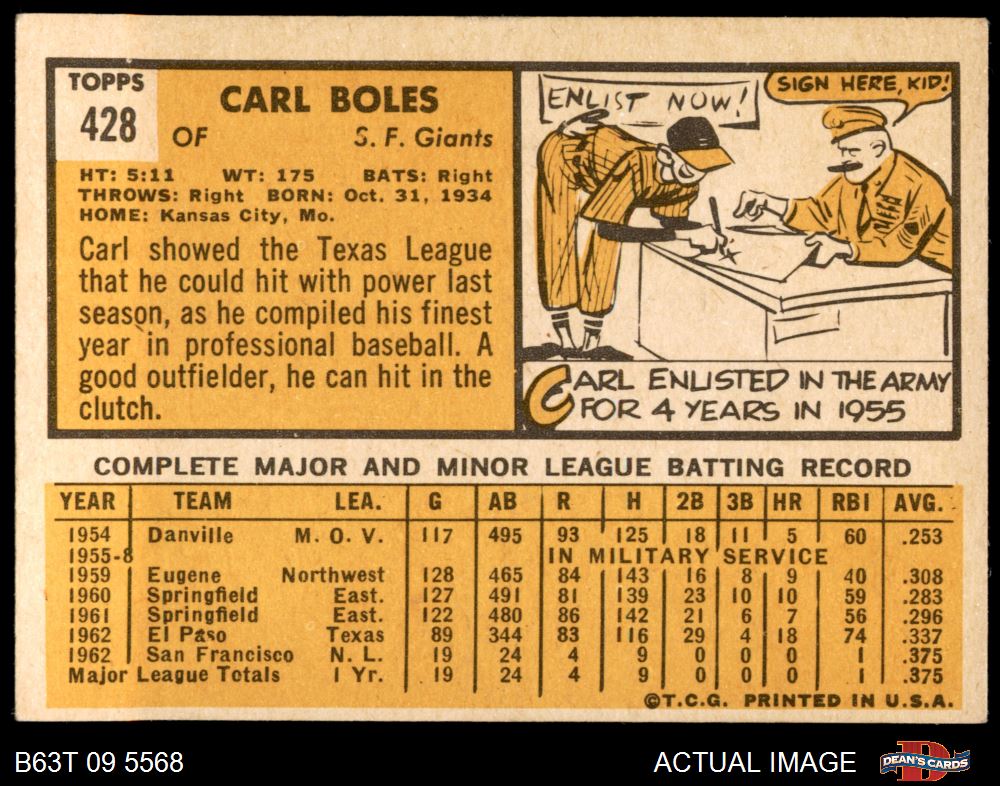 TOPPS
428
CARL BOLES
OF S. F. Giants
HT: 5:11 WT: 175 BATS: Right
THROWS: Right BORN: Oct. 31, 1934
HOME: Kansas City, Mo.
Carl showed the Texas League
that he could hit with power last
season, as he compiled his finest
year in professional baseball. A
good outfielder, he can hit in the
clutch.
ENLIST NOW!
SIGN HERE, KID!
CARL ENLISTED IN THE ARMY
FOR 4 YEARS IN 1955
COMPLETE MAJOR AND MINOR LEAGUE BATTING RECORD
YEAR TEAM LEA. G AB R H 2B 3B HR RBI AVG.
1954 Danville M. O. V. 117 495 93 125 18 11 5 60 .253
1955-8 IN MILITARY SERVICE
1959 Eugene Northwest 128 465 84 143 16 8 9 40 .308
1960 Springfield East. 127 491 81 139 23 10 10 59 .283
1961 Springfield East. 122 480 86 142 21 6 7 56 .296
1962 El Paso Texas 89 344 83 116 29 4 18 74 .337
1962 San Francisco N. L. 19 24 4 9 0 0 0 1 .375
Major League Totals 1 Yr. 19 24 4 9 0 0 0 1 .375
©T.C.G. PRINTED IN U.S.A.
B63T 09 5568
ACTUAL IMAGE
DEAN'S CARDS